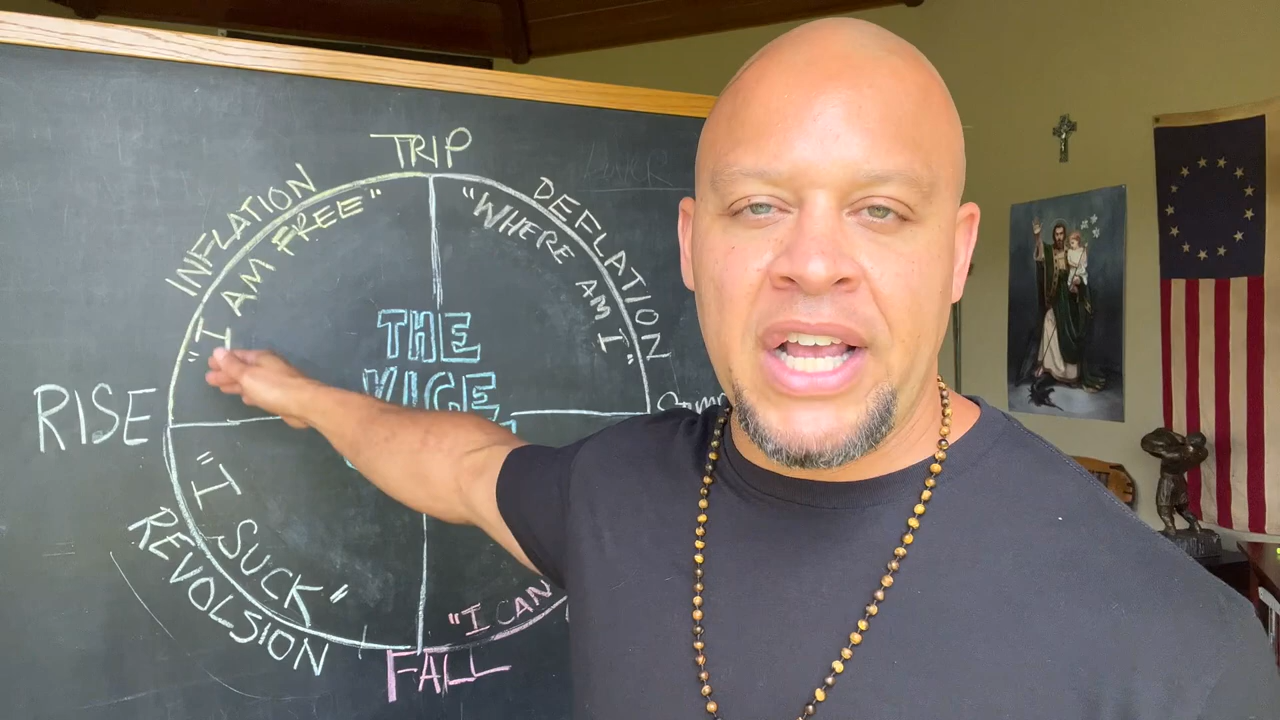 TRIP
INFLATION
"I AM FREE"
DEFLATION
"WHERE AM I"
THE
VICE
RISE
"I SUCK"
REVOLSION
"I CAN
FALL